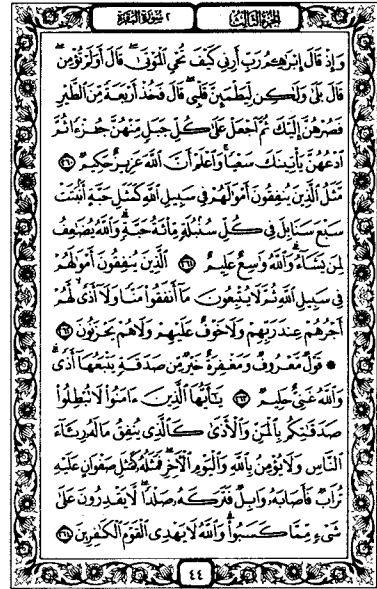 الجزء الثالث ٢ سورة البقرة
وَإِذْ قَالَ إِبْرَٰهِـۧمُ رَبِّ أَرِنِى كَيْفَ تُحْىِ ٱلْمَوْتَىٰ ۖ قَالَ أَوَلَمْ تُؤْمِن ۖ
قَالَ بَلَىٰ وَلَٰكِن لِّيَطْمَئِنَّ قَلْبِى ۖ قَالَ فَخُذْ أَرْبَعَةً مِّنَ ٱلطَّيْرِ
فَصُرْهُنَّ إِلَيْكَ ثُمَّ ٱجْعَلْ عَلَىٰ كُلِّ جَبَلٍ مِّنْهُنَّ جُزْءًا ثُمَّ
ٱدْعُهُنَّ يَأْتِينَكَ سَعْيًا ۚ وَٱعْلَمْ أَنَّ ٱللَّهَ عَزِيزٌ حَكِيمٌ ٢٦٠
مَّثَلُ ٱلَّذِينَ يُنفِقُونَ أَمْوَٰلَهُمْ فِى سَبِيلِ ٱللَّهِ كَمَثَلِ حَبَّةٍ أَنۢبَتَتْ
سَبْعَ سَنَابِلَ فِى كُلِّ سُنۢبُلَةٍ مِّا۟ئَةُ حَبَّةٍ ۗ وَٱللَّهُ يُضَٰعِفُ
لِمَن يَشَآءُ ۗ وَٱللَّهُ وَٰسِعٌ عَلِيمٌ ٢٦١ ٱلَّذِينَ يُنفِقُونَ أَمْوَٰلَهُمْ
فِى سَبِيلِ ٱللَّهِ ثُمَّ لَا يُتْبِعُونَ مَآ أَنفَقُوا۟ مَنًّا وَلَآ أَذًى ۙ لَّهُمْ
أَجْرُهُمْ عِندَ رَبِّهِمْ وَلَا خَوْفٌ عَلَيْهِمْ وَلَا هُمْ يَحْزَنُونَ ٢٦٢
۞ قَوْلٌ مَّعْرُوفٌ وَمَغْفِرَةٌ خَيْرٌ مِّن صَدَقَةٍ يَتْبَعُهَآ أَذًى ۗ
وَٱللَّهُ غَنِىٌّ حَلِيمٌ ٢٦٣ يَٰٓأَيُّهَا ٱلَّذِينَ ءَامَنُوا۟ لَا تُبْطِلُوا۟
صَدَقَٰتِكُم بِٱلْمَنِّ وَٱلْأَذَىٰ كَٱلَّذِى يُنفِقُ مَالَهُۥ رِئَآءَ
ٱلنَّاسِ وَلَا يُؤْمِنُ بِٱللَّهِ وَٱلْيَوْمِ ٱلْءَاخِرِ ۖ فَمَثَلُهُۥ كَمَثَلِ صَفْوَانٍ عَلَيْهِ
تُرَابٌ فَأَصَابَهُۥ وَابِلٌ فَتَرَكَهُۥ صَلْدًا ۖ لَّا يَقْدِرُونَ عَلَىٰ
شَىْءٍ مِّمَّا كَسَبُوا۟ ۗ وَٱللَّهُ لَا يَهْدِى ٱلْقَوْمَ ٱلْكَٰفِرِينَ ٢٦٤
٤٤